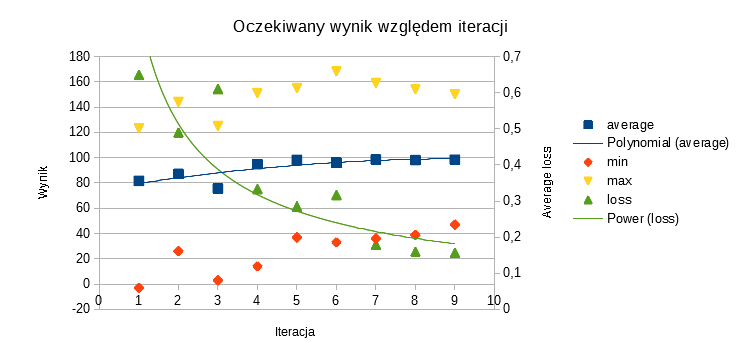 Oczekiwany wynik względem iteracji
180 0,7
160 0,6
140 0,5
120
100 0,4
80 0,3
60
40 0,2
20 0,1
0
-20 0
0 1 2 3 4 5 6 7 8 9 10
Wynik
Average loss
Iteracja
average
Polynomial (average)
min
max
loss
Power (loss)